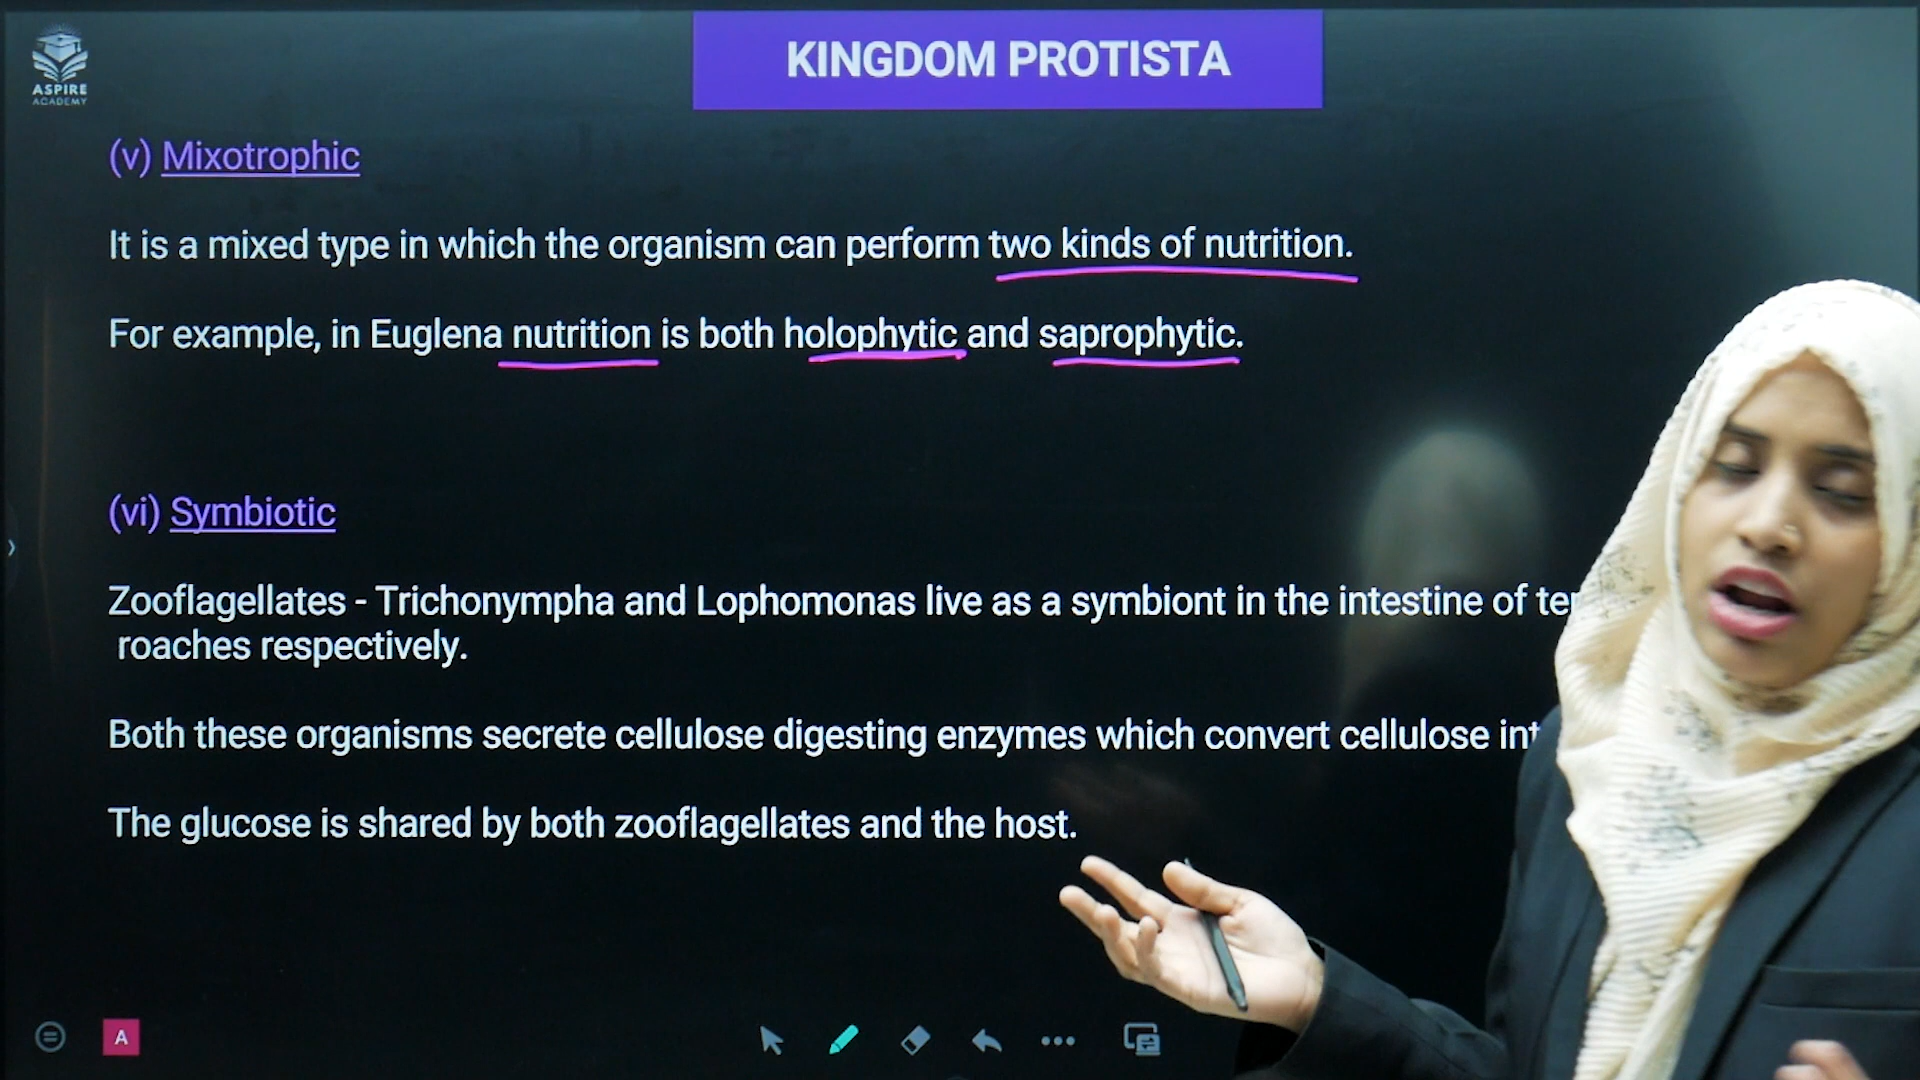 ASPIRE
ACADEMY
KINGDOM PROTISTA
(v) Mixotrophic
It is a mixed type in which the organism can perform two kinds of nutrition.
For example, in Euglena nutrition is both holophytic and saprophytic.
(vi) Symbiotic
Zooflagellates - Trichonympha and Lophomonas live as a symbiont in the intestine of
roaches respectively.
Both these organisms secrete cellulose digesting enzymes which convert cellulose
The glucose is shared by both zooflagellates and the host.
A